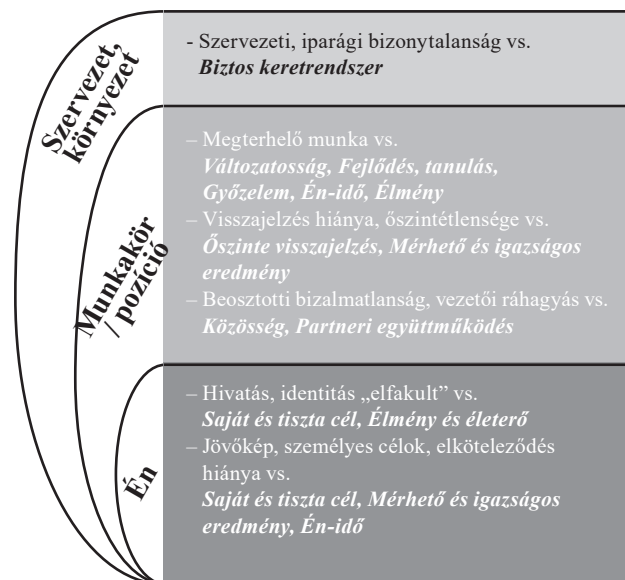 Szervezet,
környezet
- Szervezeti, iparági bizonytalanság vs.
Biztos keretrendszer
Munkakör
/ pozíció
– Megterhelő munka vs.
Változatosság, Fejlődés, tanulás,
Győzelem, Én-idő, Élmény
– Visszajelzés hiánya, őszintétlensége vs.
Őszinte visszajelzés, Mérhető és igazságos
eredmény
– Beosztotti bizalmatlanság, vezetői ráhagyás vs.
Közösség, Partneri együttműködés
Én
– Hivatás, identitás „elfakult” vs.
Saját és tiszta cél, Élmény és életerő
– Jövőkép, személyes célok, elköteleződés
hiánya vs.
Saját és tiszta cél, Mérhető és igazságos
eredmény, Én-idő